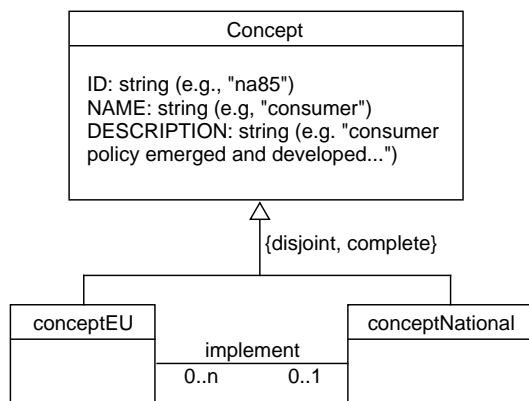 Concept
ID: string (e.g., "na85")
NAME: string (e.g, "consumer")
DESCRIPTION: string (e.g. "consumer
policy emerged and developed...")
{disjoint, complete}
conceptEU
conceptNational
implement
0..n
0..1